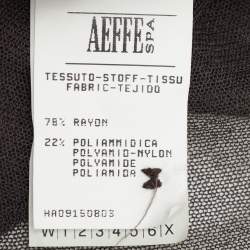 AEFFE SPA
TESSUTO-STOFF-TISSU
FABRIC-TEJIDO
78% RAYON
22% POLIAMMIDICA
POLYAMID-NYLON
POLYAMIDE
POLIAMIDA
HA09150803
W 1 2 3 4 5 6 X